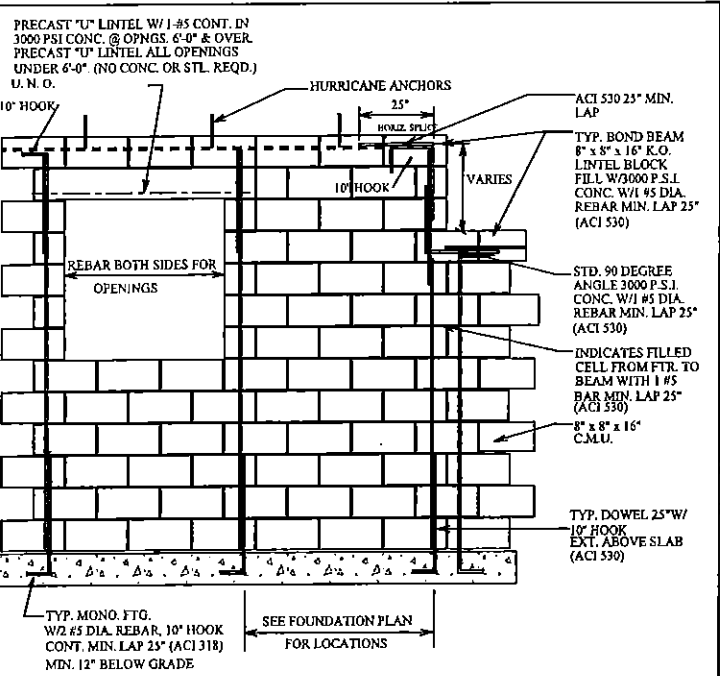 PRECAST "U" LINTEL W/ 1-#5 CONT. IN
3000 PSI CONC. @ OPNGS. 6'-0" & OVER
PRECAST "U" LINTEL ALL OPENINGS
UNDER 6'-0". (NO CONC. OR STL. REQD.)
U. N. O.
10" HOOK
HURRICANE ANCHORS
25"
HORIZ. SPLICE
10" HOOK
VARIES
ACI 530 25" MIN.
LAP
TYP. BOND BEAM
8" x 8" x 16" K.O.
LINTEL BLOCK
FILL W/3000 P.S.I.
CONC. W/1 #5 DIA.
REBAR MIN. LAP 25"
(ACI 530)
REBAR BOTH SIDES FOR
OPENINGS
STD. 90 DEGREE
ANGLE 3000 P.S.I.
CONC. W/1 #5 DIA.
REBAR MIN. LAP 25"
(ACI 530)
INDICATES FILLED
CELL FROM FTR. TO
BEAM WITH 1 #5
BAR MIN. LAP 25"
(ACI 530)
8" x 8" x 16"
C.M.U.
TYP. DOWEL 25"W/
10" HOOK
EXT. ABOVE SLAB
(ACI 530)
TYP. MONO. FTG.
W/2 #5 DIA. REBAR, 10" HOOK
CONT. MIN. LAP 25" (ACI 318)
MIN. 12" BELOW GRADE
SEE FOUNDATION PLAN
FOR LOCATIONS